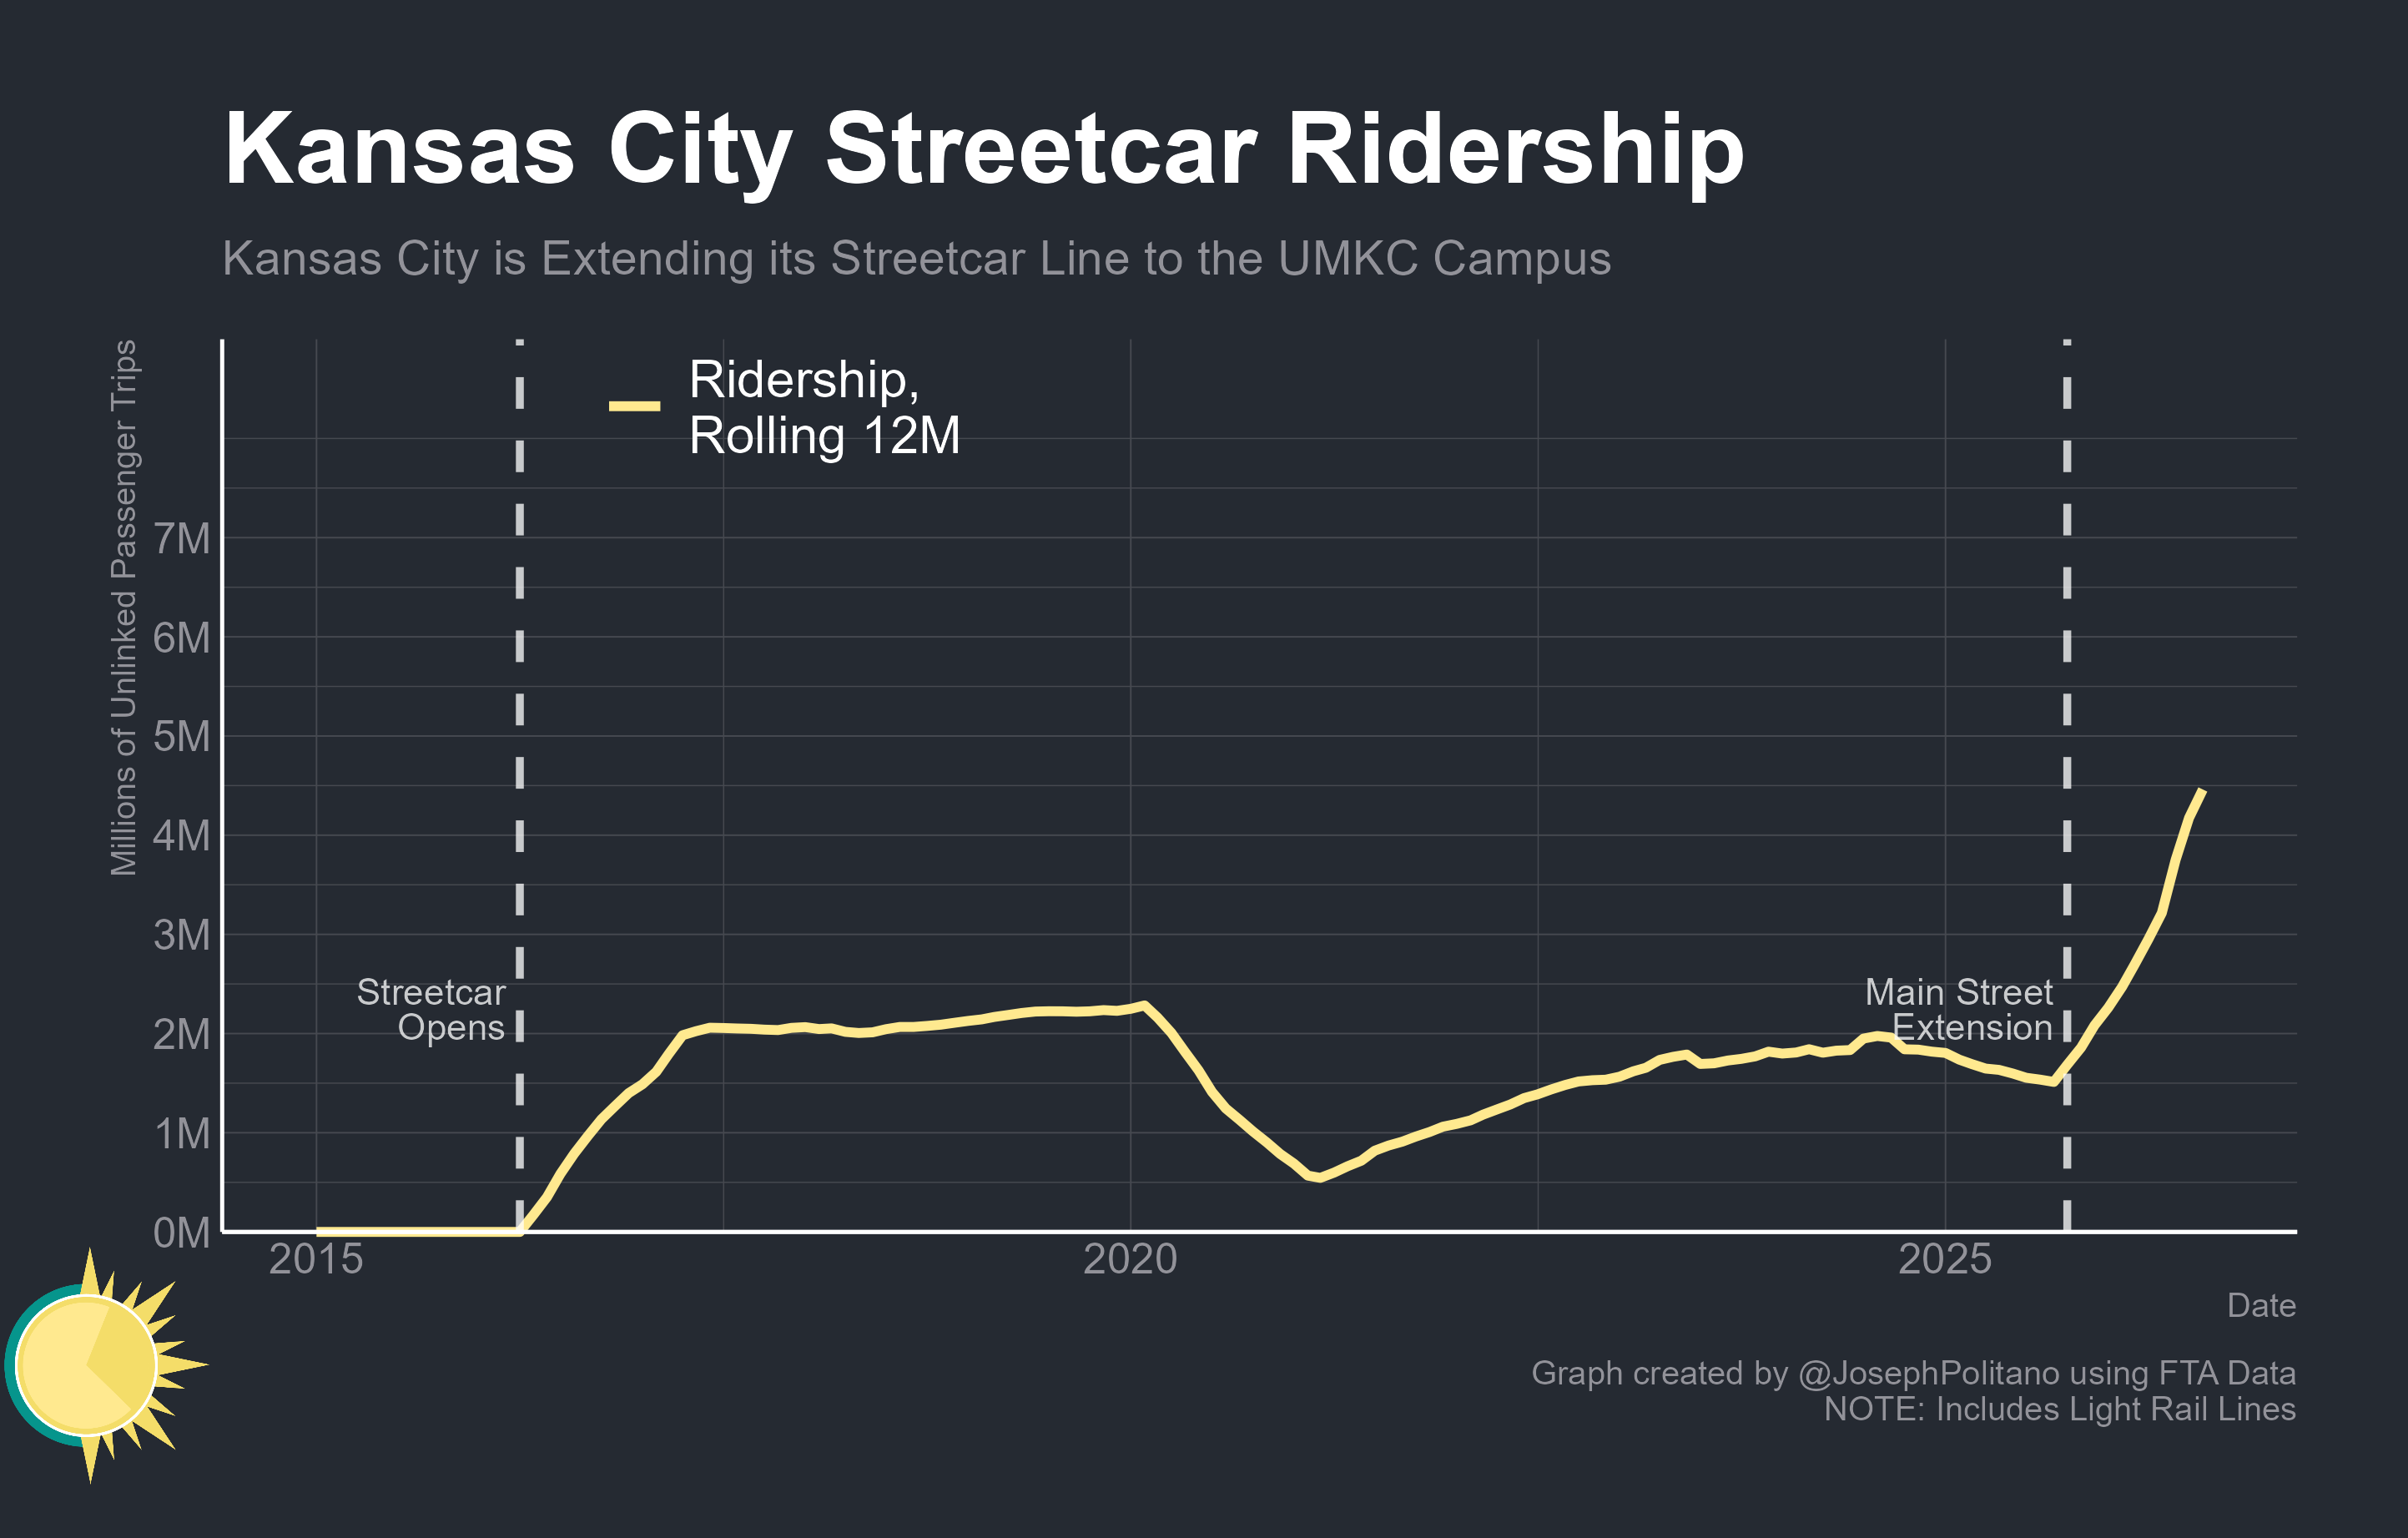 Kansas City Streetcar Ridership
Kansas City is Extending its Streetcar Line to the UMKC Campus
Millions of Unlinked Passenger Trips
Ridership,
Rolling 12M
7M
6M
5M
4M
3M
2M
1M
0M
Streetcar
Opens
Main Street
Extension
2015
2020
2025
Date
Graph created by @JosephPolitano using FTA Data
NOTE: Includes Light Rail Lines